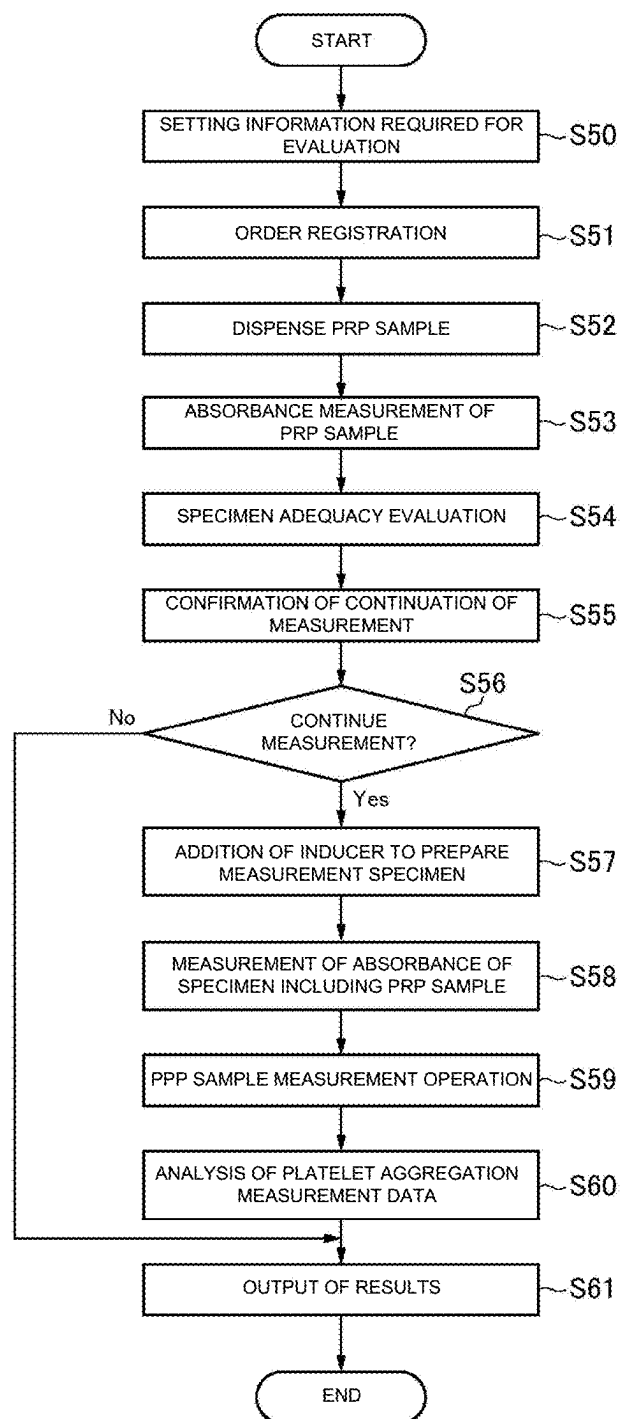 START
SETTING INFORMATION REQUIRED FOR
EVALUATION
S50
ORDER REGISTRATION
S51
DISPENSE PRP SAMPLE
S52
ABSORBANCE MEASUREMENT OF
PRP SAMPLE
S53
SPECIMEN ADEQUACY EVALUATION
S54
CONFIRMATION OF CONTINUATION OF
MEASUREMENT
S55
S56
No
CONTINUE
MEASUREMENT?
Yes
ADDITION OF INDUCER TO PREPARE
MEASUREMENT SPECIMEN
S57
MEASUREMENT OF ABSORBANCE OF
SPECIMEN INCLUDING PRP SAMPLE
S58
PPP SAMPLE MEASUREMENT OPERATION
S59
ANALYSIS OF PLATELET AGGREGATION
MEASUREMENT DATA
S60
OUTPUT OF RESULTS
S61
END